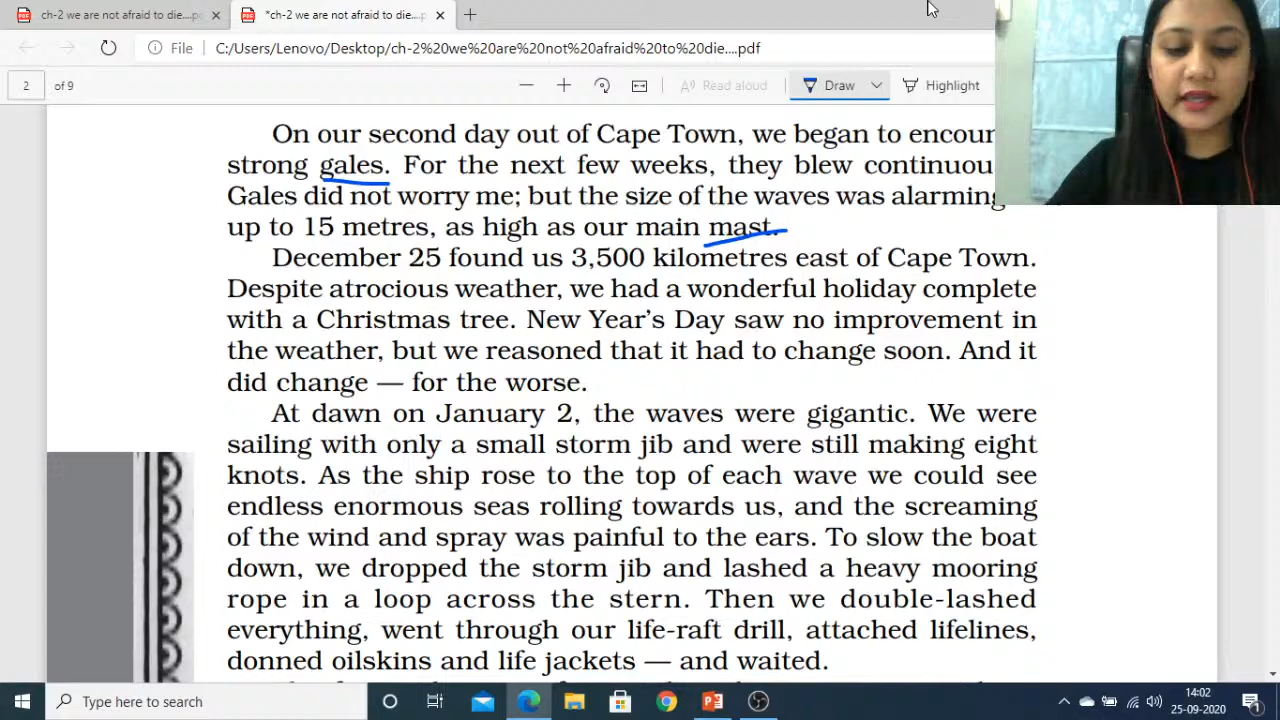 ch-2 we are not afraid to die....p
*ch-2 we are not afraid to die....p
File C:/Users/Lenovo/Desktop/ch-2%20we%20are%20not%20afraid%20to%20die....pdf
2 of 9 Read aloud Draw Highlight
On our second day out of Cape Town, we began to encoun
strong gales. For the next few weeks, they blew continuou
Gales did not worry me; but the size of the waves was alarming
up to 15 metres, as high as our main mast.
December 25 found us 3,500 kilometres east of Cape Town.
Despite atrocious weather, we had a wonderful holiday complete
with a Christmas tree. New Year's Day saw no improvement in
the weather, but we reasoned that it had to change soon. And it
did change — for the worse.
At dawn on January 2, the waves were gigantic. We were
sailing with only a small storm jib and were still making eight
knots. As the ship rose to the top of each wave we could see
endless enormous seas rolling towards us, and the screaming
of the wind and spray was painful to the ears. To slow the boat
down, we dropped the storm jib and lashed a heavy mooring
rope in a loop across the stern. Then we double-lashed
everything, went through our life-raft drill, attached lifelines,
donned oilskins and life jackets — and waited.
Type here to search
14:02
25-09-2020